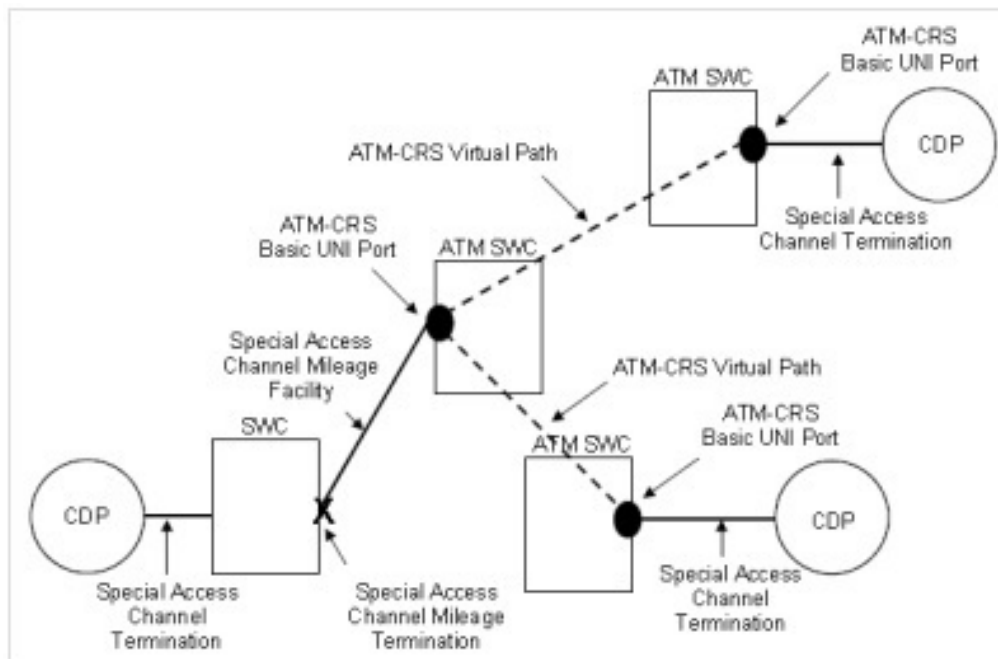 ATM-CRS
Basic UNI Port
ATM SWC
CDP
ATM-CRS Virtual Path
Special Access
Channel Termination
ATM-CRS
Basic UNI Port
ATM SWC
Special Access
Channel Mileage
Facility
ATM-CRS Virtual Path
SWC
ATM-CRS
Basic UNI Port
ATM SWC
CDP
X
CDP
Special Access
Channel
Termination
Special Access
Channel Mileage
Termination
Special Access
Channel
Termination